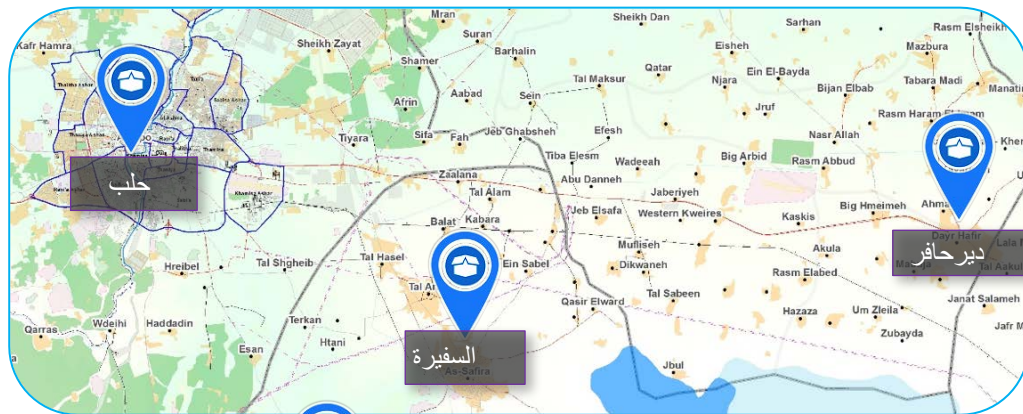 Mran
Sheikh Dan
Sarhan
Rasm Elsheikh
Kafr Hamra
Sheikh Zayat
Suran
Barhalin
Eisheh
Mazbura
Shamer
Qatar
Ein El-Bayda
Tabara Madi
Tal Maksur
Njara
Bijan Elbab
Aabad
Sein
Afrin
Jruf
Rasm Haram
Tiyara
Sifa
Fah
Jeb Ghabsheh
Efesh
Nasr Allah
Tiba Elesm
Wadeeah
Big Arbid
Rasm Abbud
حلب
Zaalana
Abu Danneh
Tal Alam
Jaberiyeh
Jeb Elsafa
Western Kweires
Kaskis
Big Hmeimeh
Balat
Kabara
Dayr Hafir
ديرحافر
Mufliseh
Akula
Hreibel
Tal Shgheib
Tal Hasel
Ein Sabel
Dikwaneh
Rasm Elabed
Qasir Elward
Tal Sabeen
Janat Salameh
Qarras
Wdeihi
Haddadin
Terkan
Hazaza
Um Zleila
Zubayda
Htani
Esan
السفيرة
As-Safira
Jbul